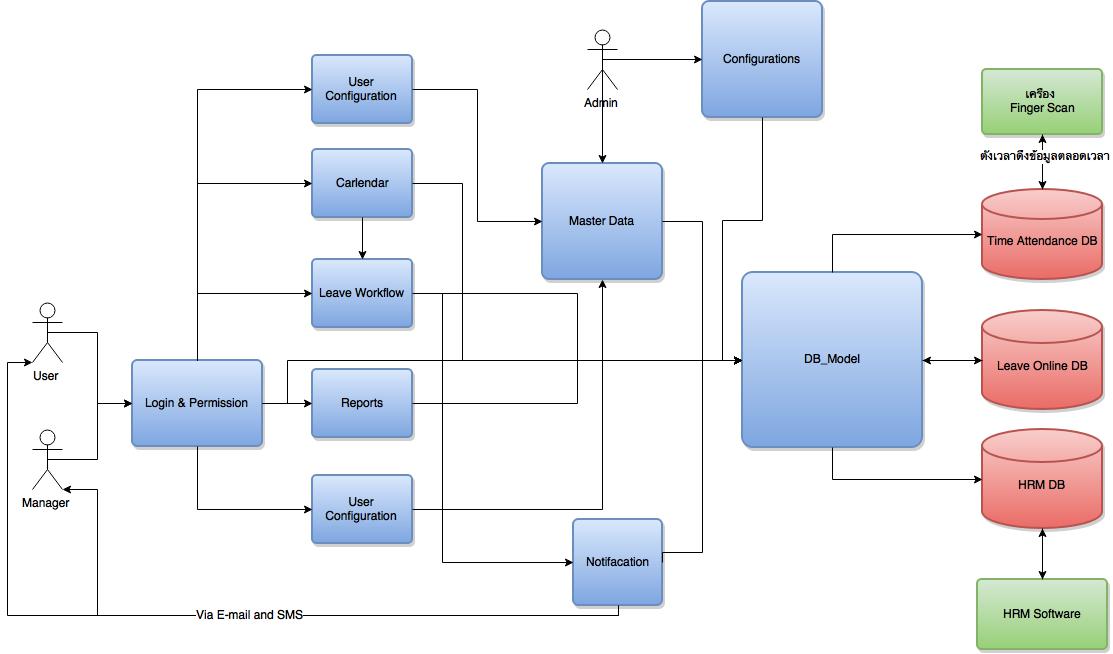 Configurations
Admin
User
Configuration
Carlendar
Leave Workflow
Master Data
เครื่อง
Finger Scan
ตังเวลาดึงข้อมูลตลอดเวลา
Time Attendance DB
DB_Model
Leave Online DB
User
Login & Permission
Reports
Manager
User
Configuration
HRM DB
Notifacation
Via E-mail and SMS
HRM Software